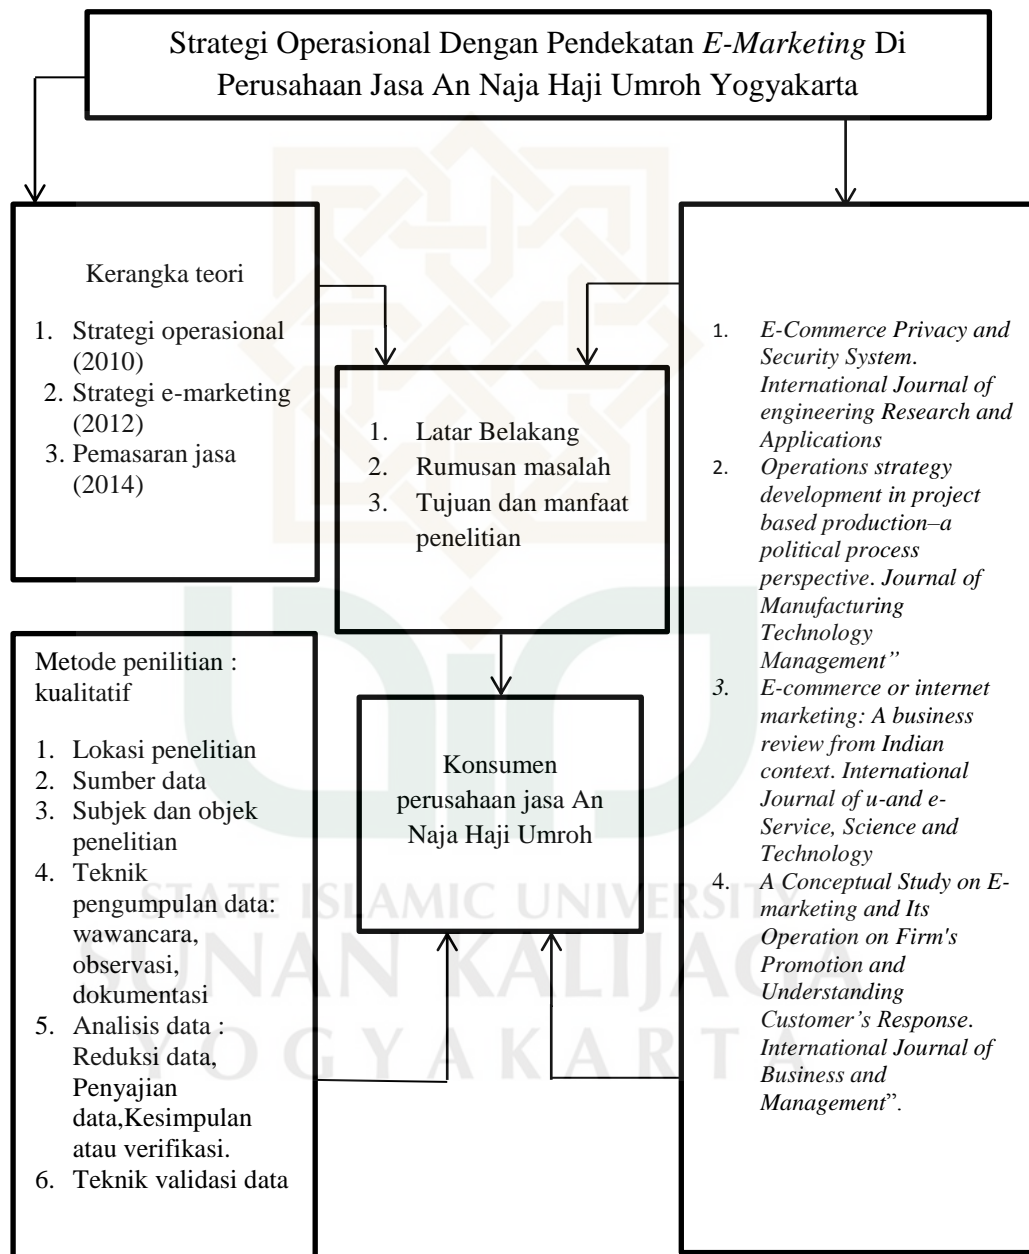 Strategi Operasional Dengan Pendekatan E-Marketing Di
Perusahaan Jasa An Naja Haji Umroh Yogyakarta
Kerangka teori
1. Strategi operasional
(2010)
2. Strategi e-marketing
(2012)
3. Pemasaran jasa
(2014)
1. Latar Belakang
2. Rumusan masalah
3. Tujuan dan manfaat
penelitian
1. E-Commerce Privacy and
Security System.
International Journal of
engineering Research and
Applications
2. Operations strategy
development in project
based production–a
political process
perspective. Journal of
Manufacturing
Technology
Management”
3. E-commerce or internet
marketing: A business
review from Indian
context. International
Journal of u-and e-
Service, Science and
Technology
4. A Conceptual Study on E-
marketing and Its
Operation on Firm's
Promotion and
Understanding
Customer’s Response.
International Journal of
Business and
Management”.
Metode penilitian :
kualitatif
1. Lokasi penelitian
2. Sumber data
3. Subjek dan objek
penelitian
4. Teknik
pengumpulan data:
wawancara,
observasi,
dokumentasi
5. Analisis data :
Reduksi data,
Penyajian
data,Kesimpulan
atau verifikasi.
6. Teknik validasi data
Konsumen
perusahaan jasa An
Naja Haji Umroh
STATE ISLAMIC UNIVERSITY
SUNAN KALIJAGA
YOGYAKARTA